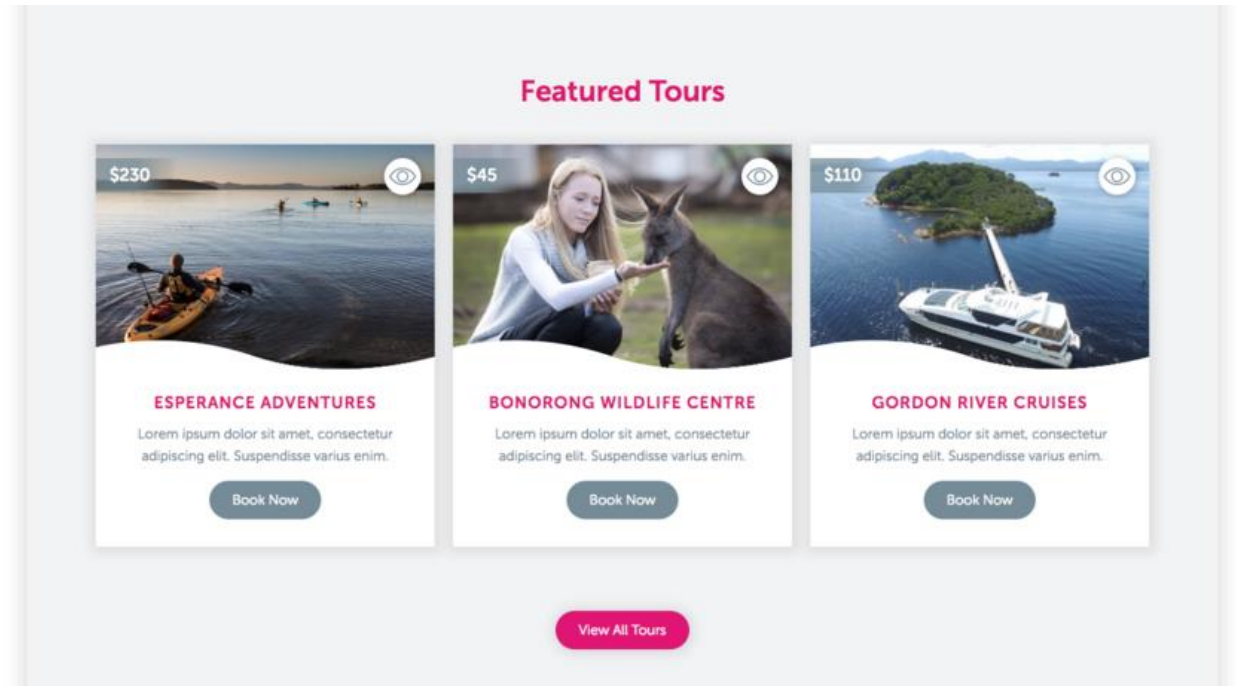 Featured Tours
$230
$45
$110
ESPERANCE ADVENTURES
Lorem ipsum dolor sit amet, consectetur
adipiscing elit. Suspendisse varius enim.
Book Now
BONORONG WILDLIFE CENTRE
Lorem ipsum dolor sit amet, consectetur
adipiscing elit. Suspendisse varius enim.
Book Now
GORDON RIVER CRUISES
Lorem ipsum dolor sit amet, consectetur
adipiscing elit. Suspendisse varius enim.
Book Now
View All Tours